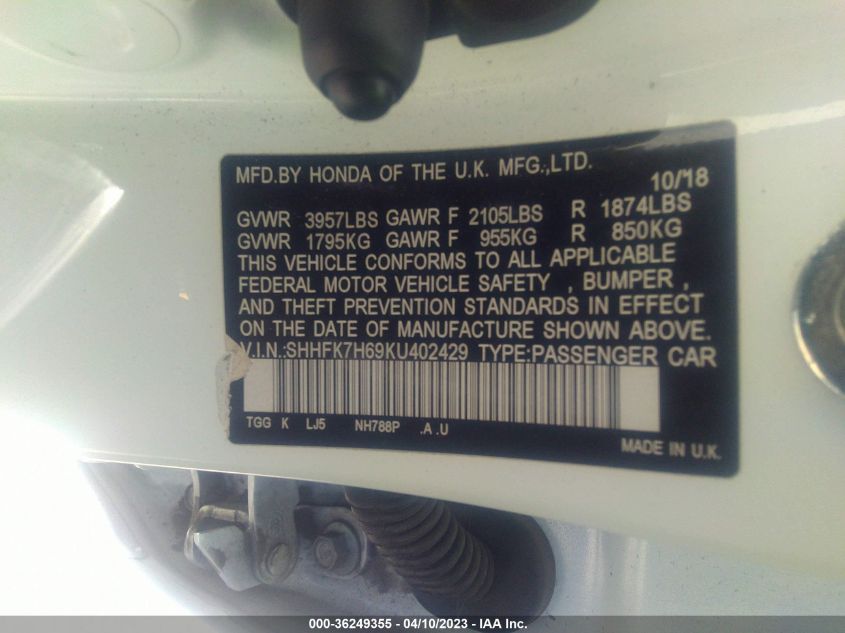 MFD.BY HONDA OF THE U.K. MFG.,LTD.
10/18
GVWR 3957LBS GAWR F 2105LBS R 1874LBS
GVWR 1795KG GAWR F 955KG R 850KG
THIS VEHICLE CONFORMS TO ALL APPLICABLE
FEDERAL MOTOR VEHICLE SAFETY , BUMPER ,
AND THEFT PREVENTION STANDARDS IN EFFECT
ON THE DATE OF MANUFACTURE SHOWN ABOVE.
V.I.N.:SHHFK7H69KU402429 TYPE:PASSENGER CAR
TGG K LJ5 NH788P .A .U
MADE IN U.K.
000-36249355 - 04/10/2023 - IAA Inc.